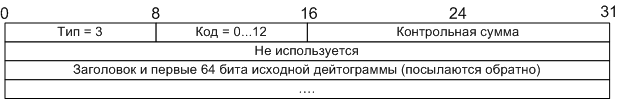 0 8 16 24 31
Тип = 3 Код = 0...12 Контрольная сумма
Не используется
Заголовок и первые 64 бита исходной дейтограммы (посылаются обратно)
....